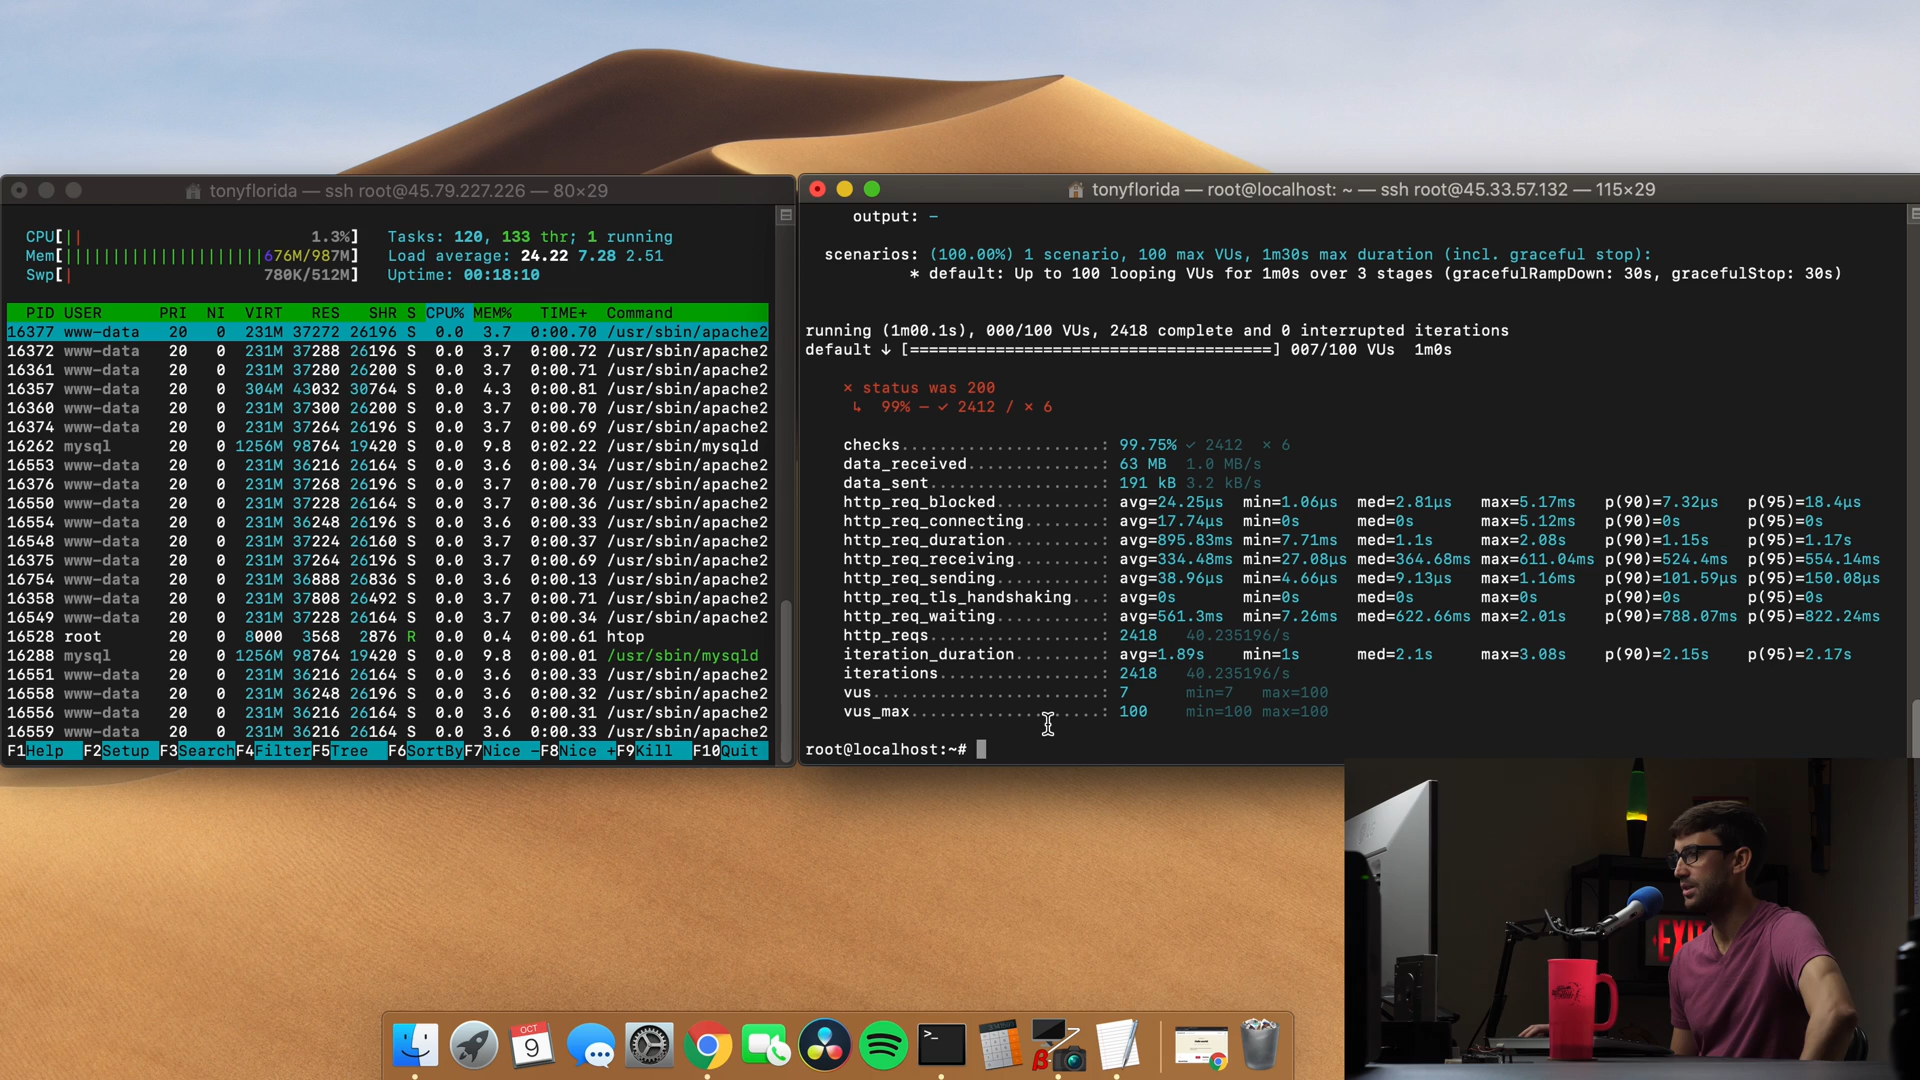 tonyflorida — ssh root@45.79.227.226 — 80×29
CPU[|| 1.3%] Tasks: 120, 133 thr; 1 running
Mem[||||||||||||||||||||||676M/987M] Load average: 24.22 7.28 2.51
Swp[| 780K/512M] Uptime: 00:18:10
PID USER PRI NI VIRT RES SHR S CPU% MEM% TIME+ Command
16377 www-data 20 0 231M 37272 26196 S 0.0 3.7 0:00.70 /usr/sbin/apache2
16372 www-data 20 0 231M 37288 26196 S 0.0 3.7 0:00.72 /usr/sbin/apache2
16361 www-data 20 0 231M 37280 26200 S 0.0 3.7 0:00.71 /usr/sbin/apache2
16357 www-data 20 0 304M 43032 30764 S 0.0 4.3 0:00.81 /usr/sbin/apache2
16360 www-data 20 0 231M 37300 26200 S 0.0 3.7 0:00.70 /usr/sbin/apache2
16374 www-data 20 0 231M 37264 26196 S 0.0 3.7 0:00.69 /usr/sbin/apache2
16262 mysql 20 0 1256M 98764 19420 S 0.0 9.8 0:02.22 /usr/sbin/mysqld
16553 www-data 20 0 231M 36216 26164 S 0.0 3.6 0:00.34 /usr/sbin/apache2
16376 www-data 20 0 231M 37268 26196 S 0.0 3.7 0:00.70 /usr/sbin/apache2
16550 www-data 20 0 231M 37228 26164 S 0.0 3.7 0:00.36 /usr/sbin/apache2
16554 www-data 20 0 231M 36248 26196 S 0.0 3.6 0:00.33 /usr/sbin/apache2
16548 www-data 20 0 231M 37224 26160 S 0.0 3.7 0:00.37 /usr/sbin/apache2
16375 www-data 20 0 231M 37264 26196 S 0.0 3.7 0:00.69 /usr/sbin/apache2
16754 www-data 20 0 231M 36888 26836 S 0.0 3.6 0:00.13 /usr/sbin/apache2
16358 www-data 20 0 231M 37808 26492 S 0.0 3.7 0:00.71 /usr/sbin/apache2
16549 www-data 20 0 231M 37228 26164 S 0.0 3.7 0:00.34 /usr/sbin/apache2
16528 root 20 0 8000 3568 2876 R 0.0 0.4 0:00.61 htop
16288 mysql 20 0 1256M 98764 19420 S 0.0 9.8 0:00.01 /usr/sbin/mysqld
16551 www-data 20 0 231M 36216 26164 S 0.0 3.6 0:00.33 /usr/sbin/apache2
16558 www-data 20 0 231M 36248 26196 S 0.0 3.6 0:00.32 /usr/sbin/apache2
16556 www-data 20 0 231M 36216 26164 S 0.0 3.6 0:00.31 /usr/sbin/apache2
16559 www-data 20 0 231M 36216 26164 S 0.0 3.6 0:00.33 /usr/sbin/apache2
F1Help F2Setup F3SearchF4FilterF5Tree F6SortByF7Nice -F8Nice +F9Kill F10Quit
tonyflorida — root@localhost: ~ — ssh root@45.33.57.132 — 115×29
output: -
scenarios: (100.00%) 1 scenario, 100 max VUs, 1m30s max duration (incl. graceful stop):
* default: Up to 100 looping VUs for 1m0s over 3 stages (gracefulRampDown: 30s, gracefulStop: 30s)
running (1m00.1s), 000/100 VUs, 2418 complete and 0 interrupted iterations
default ↓ [======================================] 007/100 VUs 1m0s
✗ status was 200
↳ 99% — ✓ 2412 / ✗ 6
checks.....................: 99.75% ✓ 2412 ✗ 6
data_received..............: 63 MB 1.0 MB/s
data_sent..................: 191 kB 3.2 kB/s
http_req_blocked...........: avg=24.25µs min=1.06µs med=2.81µs max=5.17ms p(90)=7.32µs p(95)=18.4µs
http_req_connecting........: avg=17.74µs min=0s med=0s max=5.12ms p(90)=0s p(95)=0s
http_req_duration..........: avg=895.83ms min=7.71ms med=1.1s max=2.08s p(90)=1.15s p(95)=1.17s
http_req_receiving.........: avg=334.48ms min=27.08µs med=364.68ms max=611.04ms p(90)=524.4ms p(95)=554.14ms
http_req_sending...........: avg=38.96µs min=4.66µs med=9.13µs max=1.16ms p(90)=101.59µs p(95)=150.08µs
http_req_tls_handshaking...: avg=0s min=0s med=0s max=0s p(90)=0s p(95)=0s
http_req_waiting...........: avg=561.3ms min=7.26ms med=622.66ms max=2.01s p(90)=788.07ms p(95)=822.24ms
http_reqs..................: 2418 40.235196/s
iteration_duration.........: avg=1.89s min=1s med=2.1s max=3.08s p(90)=2.15s p(95)=2.17s
iterations.................: 2418 40.235196/s
vus........................: 7 min=7 max=100
vus_max....................: 100 min=100 max=100
root@localhost:~#
EXIT
OCT
9
>_
β